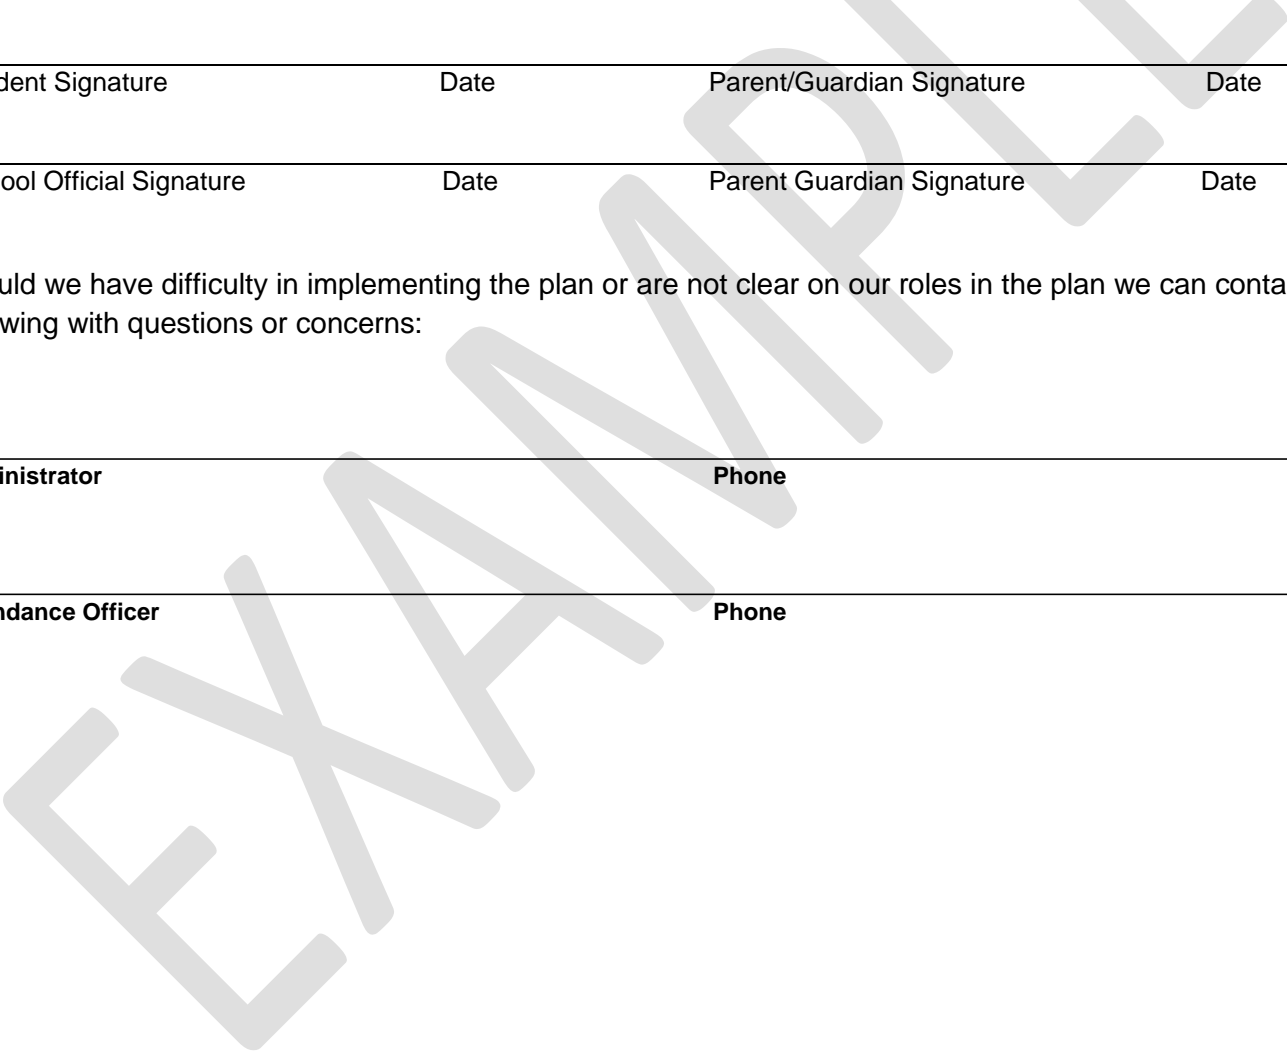 dent Signature Date Parent/Guardian Signature Date
ool Official Signature Date Parent Guardian Signature Date
uld we have difficulty in implementing the plan or are not clear on our roles in the plan we can conta
wing with questions or concerns:
inistrator Phone
ndance Officer Phone
EXAMPLE